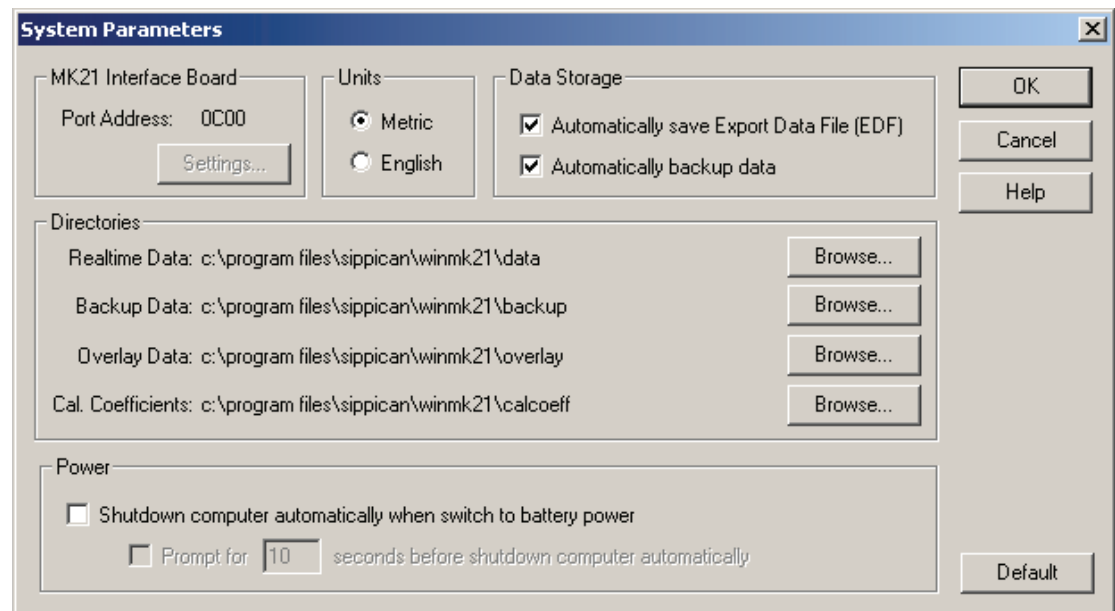 System Parameters
MK21 Interface Board
Port Address: 0C00
Settings...
Units
Metric
English
Data Storage
Automatically save Export Data File (EDF)
Automatically backup data
OK
Cancel
Help
Directories
Realtime Data: c:\program files\sippican\winmk21\data
Browse...
Backup Data: c:\program files\sippican\winmk21\backup
Browse...
Overlay Data: c:\program files\sippican\winmk21\overlay
Browse...
Cal. Coefficients: c:\program files\sippican\winmk21\calcoeff
Browse...
Power
Shutdown computer automatically when switch to battery power
Prompt for 10 seconds before shutdown computer automatically
Default